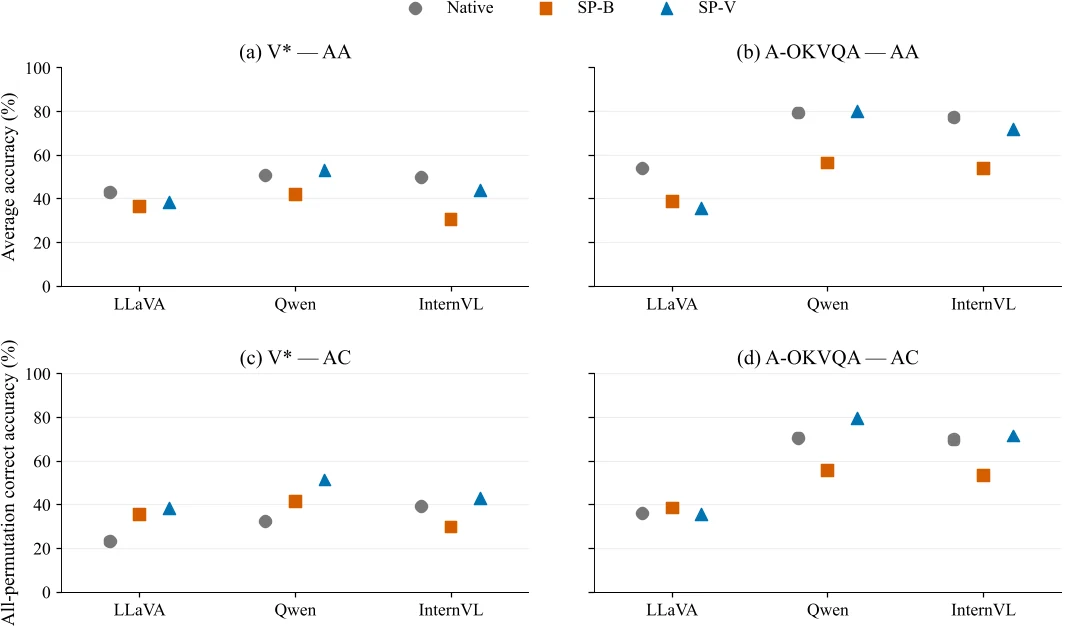 Native SP-B SP-V
(a) V* — AA
(b) A-OKVQA — AA
Average accuracy (%)
100
80
60
40
20
0
LLaVA Qwen InternVL
LLaVA Qwen InternVL
(c) V* — AC
(d) A-OKVQA — AC
All-permutation correct accuracy (%)
100
80
60
40
20
0
LLaVA Qwen InternVL
LLaVA Qwen InternVL